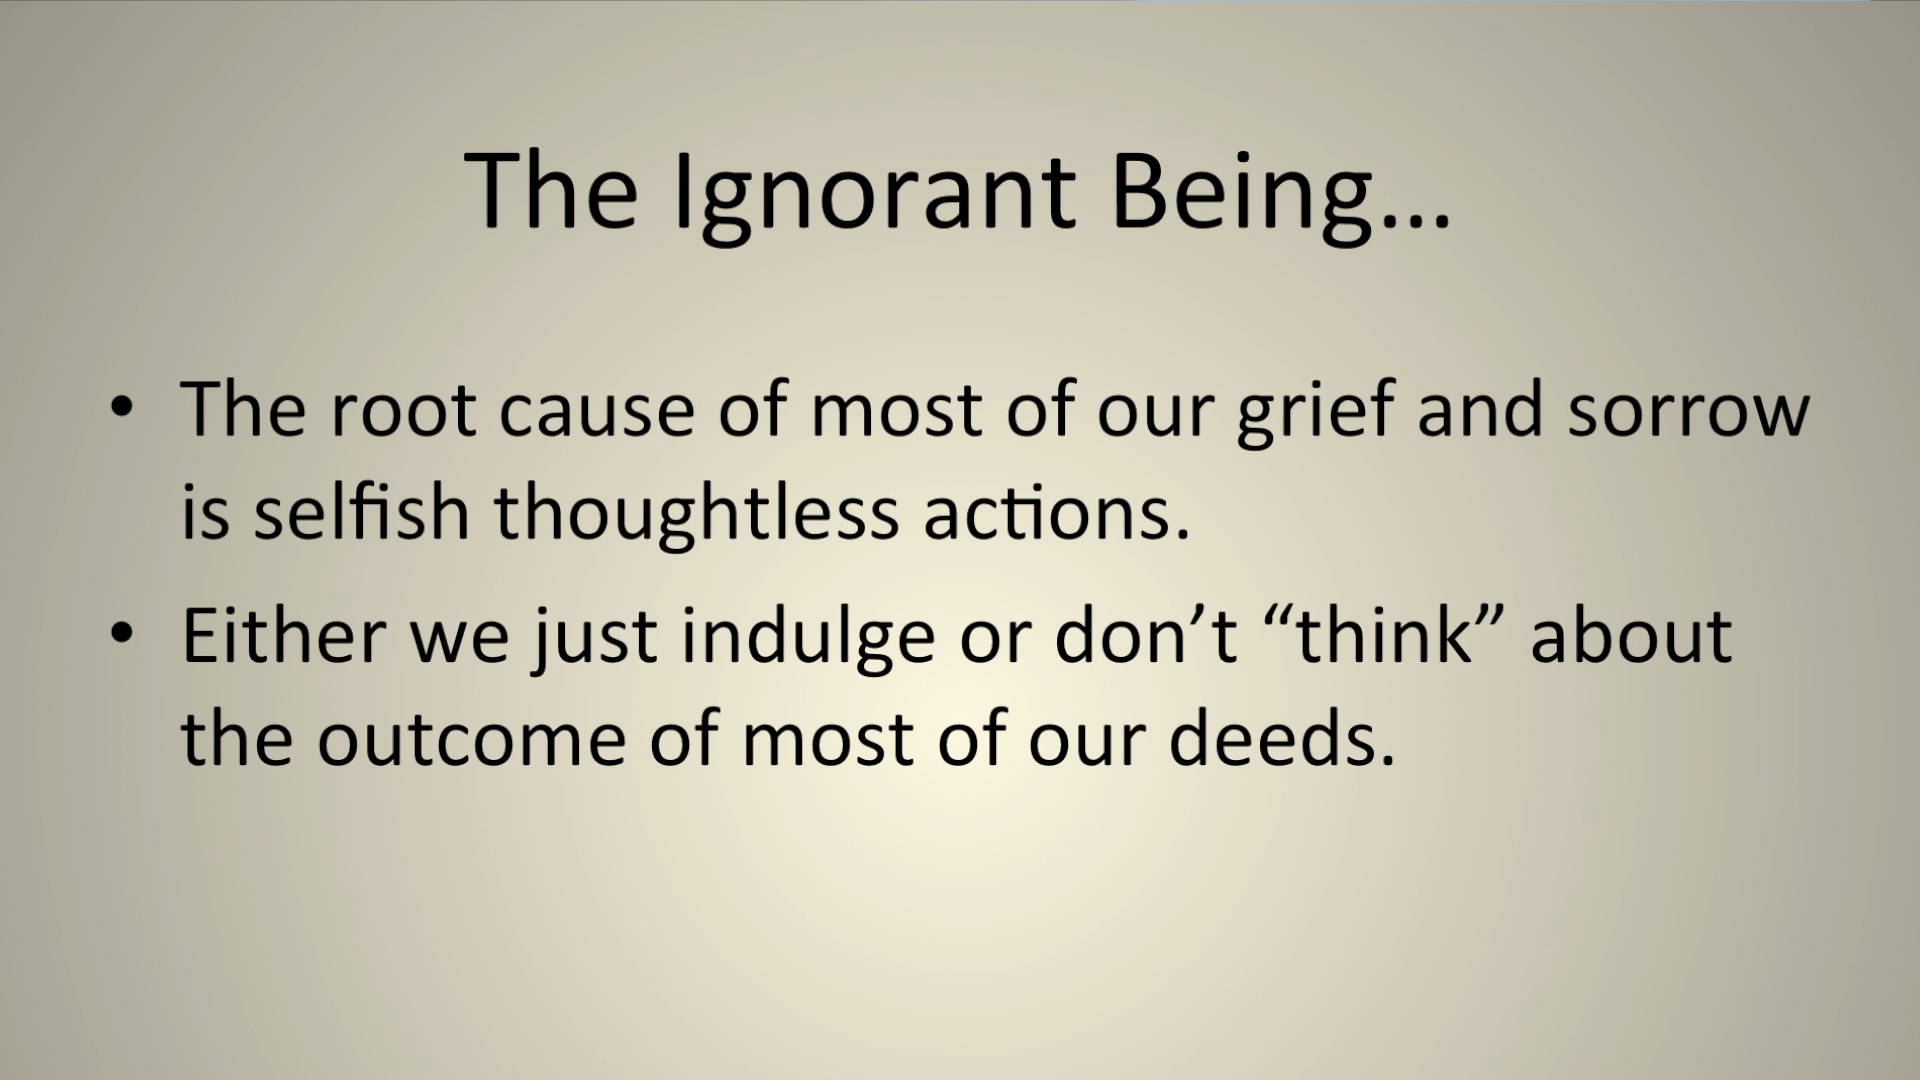 The Ignorant Being…
• The root cause of most of our grief and sorrow
is selfish thoughtless actions.
• Either we just indulge or don’t “think” about
the outcome of most of our deeds.